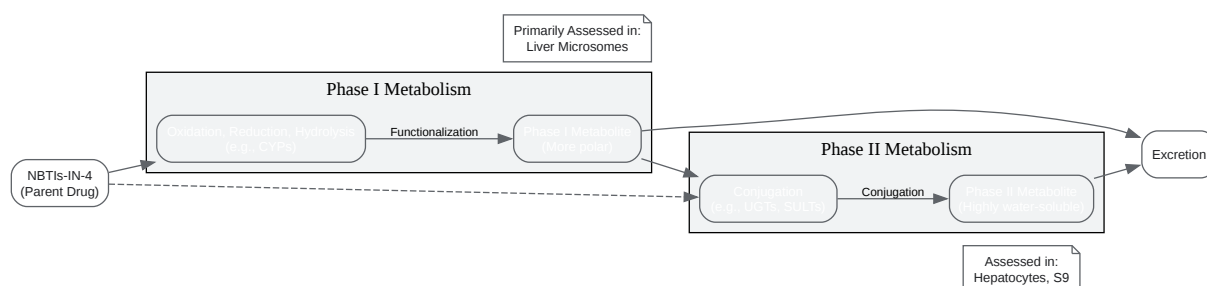 Primarily Assessed in:
Liver Microsomes
Phase I Metabolism
Oxidation, Reduction, Hydrolysis
(e.g., CYPs)
Functionalization
Phase I Metabolite
(More polar)
NBTIs-IN-4
(Parent Drug)
Phase II Metabolism
Conjugation
(e.g., UGTs, SULTs)
Conjugation
Phase II Metabolite
(Highly water-soluble)
Excretion
Assessed in:
Hepatocytes, S9